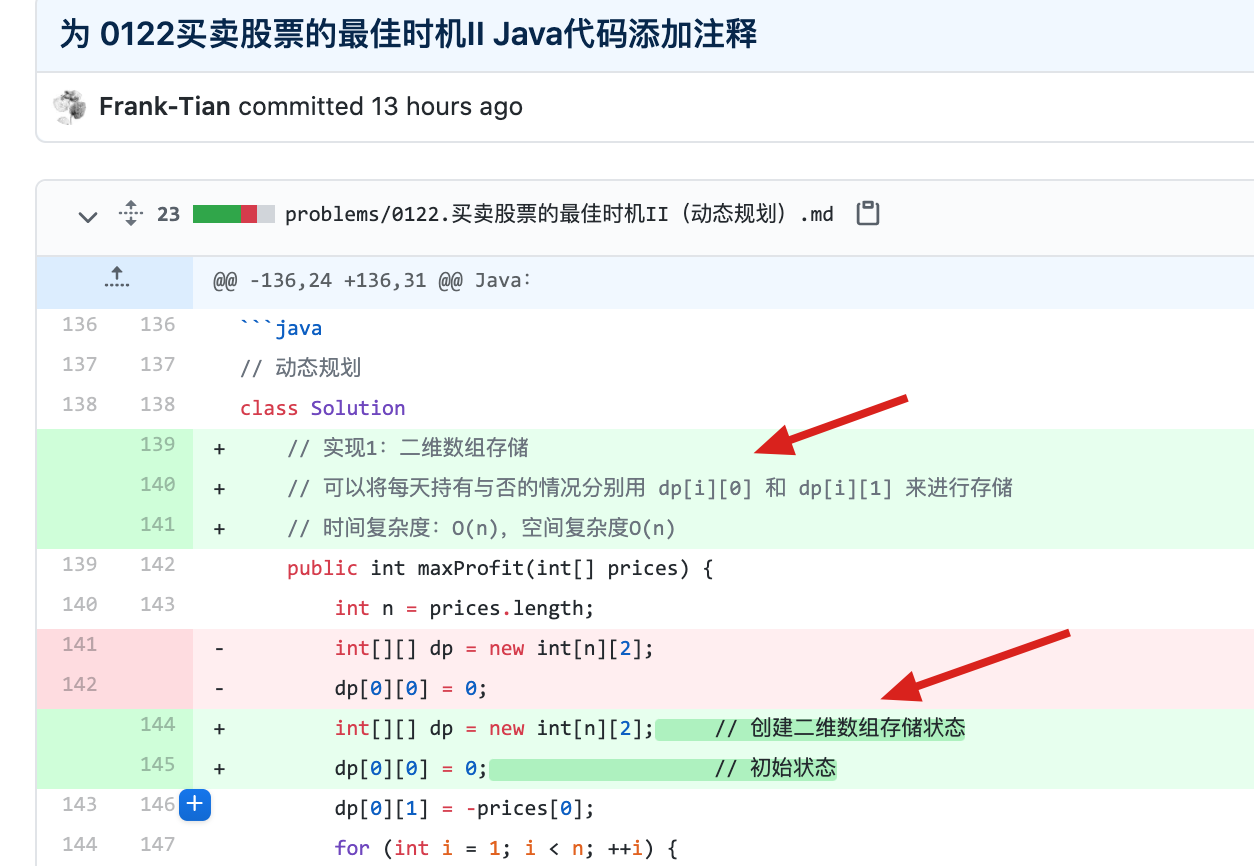 为 0122买卖股票的最佳时机II Java代码添加注释
Frank-Tian committed 13 hours ago
23 problems/0122.买卖股票的最佳时机II（动态规划）.md
@@ -136,24 +136,31 @@ Java：
136 136 ```java
137 137 // 动态规划
138 138 class Solution
139 + // 实现1：二维数组存储
140 + // 可以将每天持有与否的情况分别用 dp[i][0] 和 dp[i][1] 来进行存储
141 + // 时间复杂度：O(n)，空间复杂度O(n)
139 142 public int maxProfit(int[] prices) {
140 143 int n = prices.length;
141 - int[][] dp = new int[n][2];
142 - dp[0][0] = 0;
144 + int[][] dp = new int[n][2]; // 创建二维数组存储状态
145 + dp[0][0] = 0; // 初始状态
143 146 + dp[0][1] = -prices[0];
144 147 for (int i = 1; i < n; ++i) {